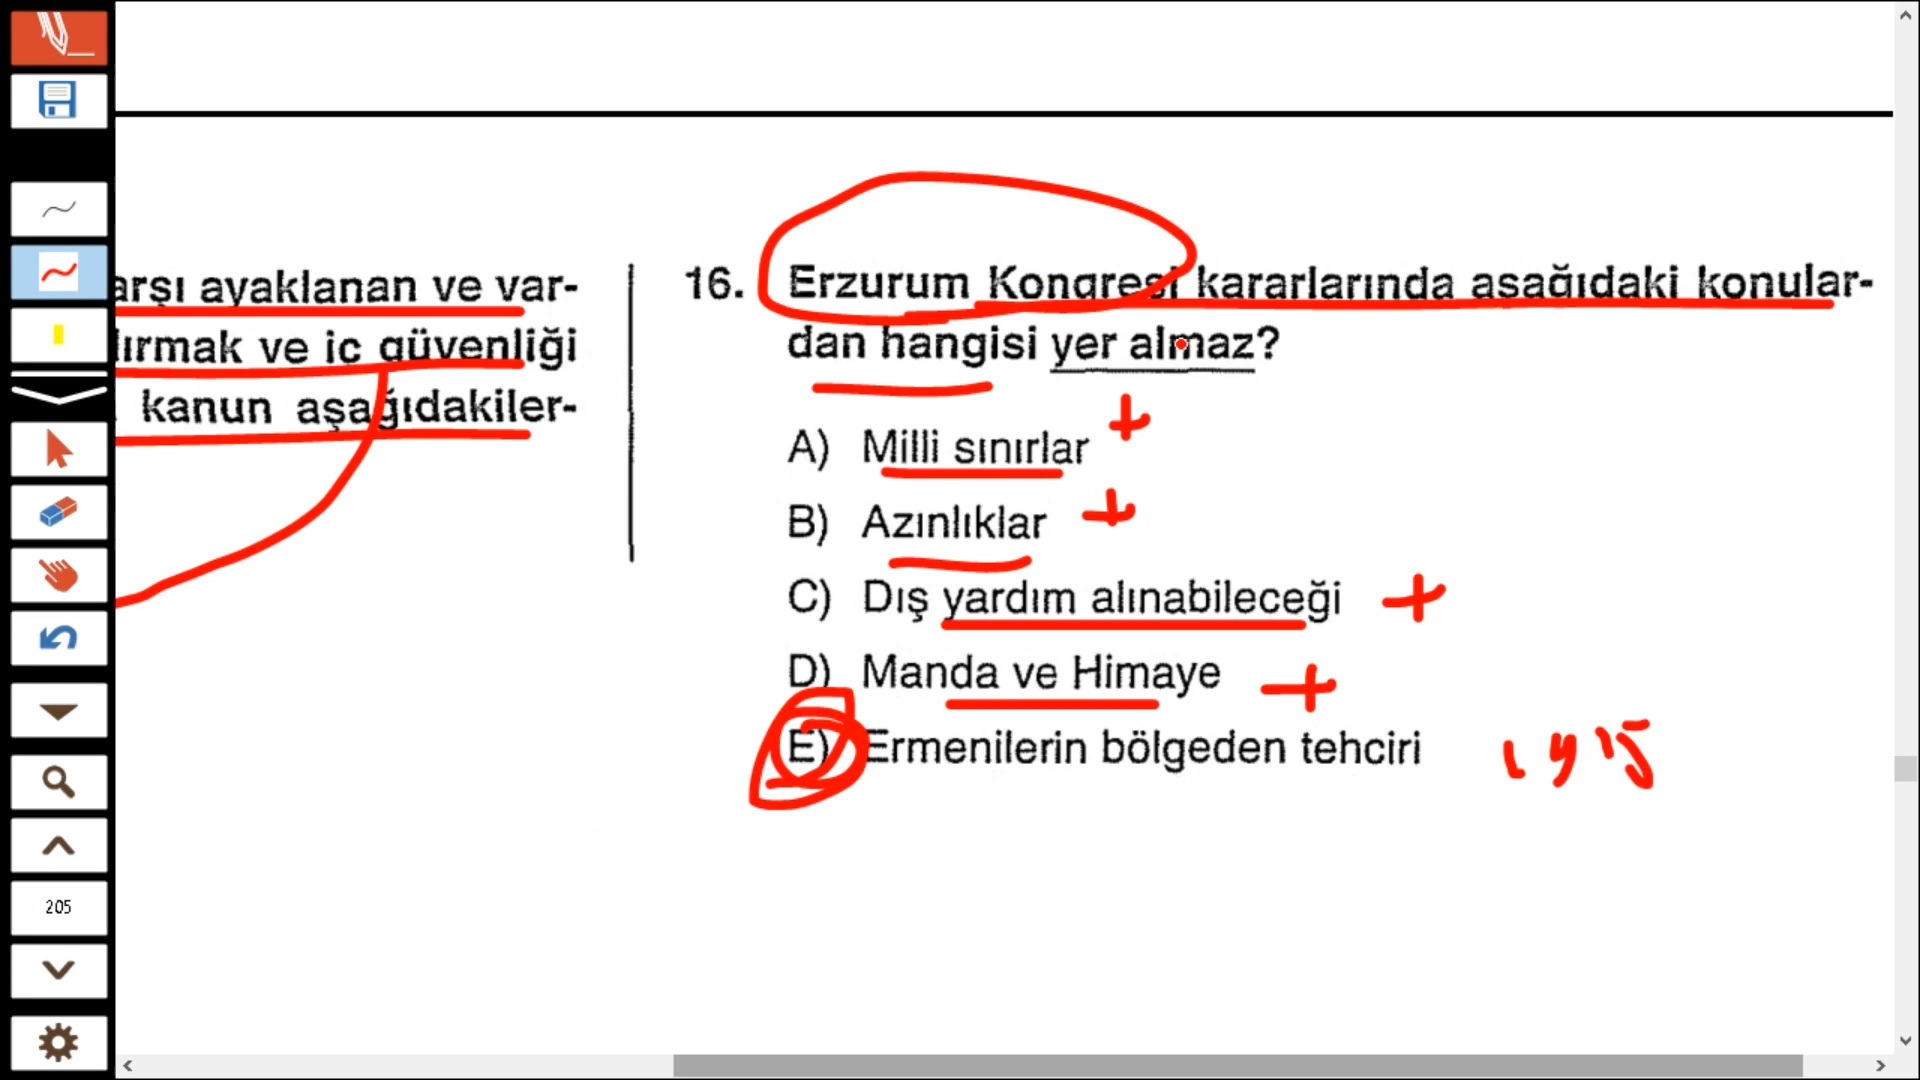 arşı ayaklanan ve var-
dırmak ve iç güvenliği
kanun aşağıdakiler-
16. Erzurum Kongresi kararlarında aşağıdaki konular-
dan hangisi yer almaz?
A) Milli sınırlar +
B) Azınlıklar +
C) Dış yardım alınabileceği +
D) Manda ve Himaye +
E) Ermenilerin bölgeden tehciri 1915
205